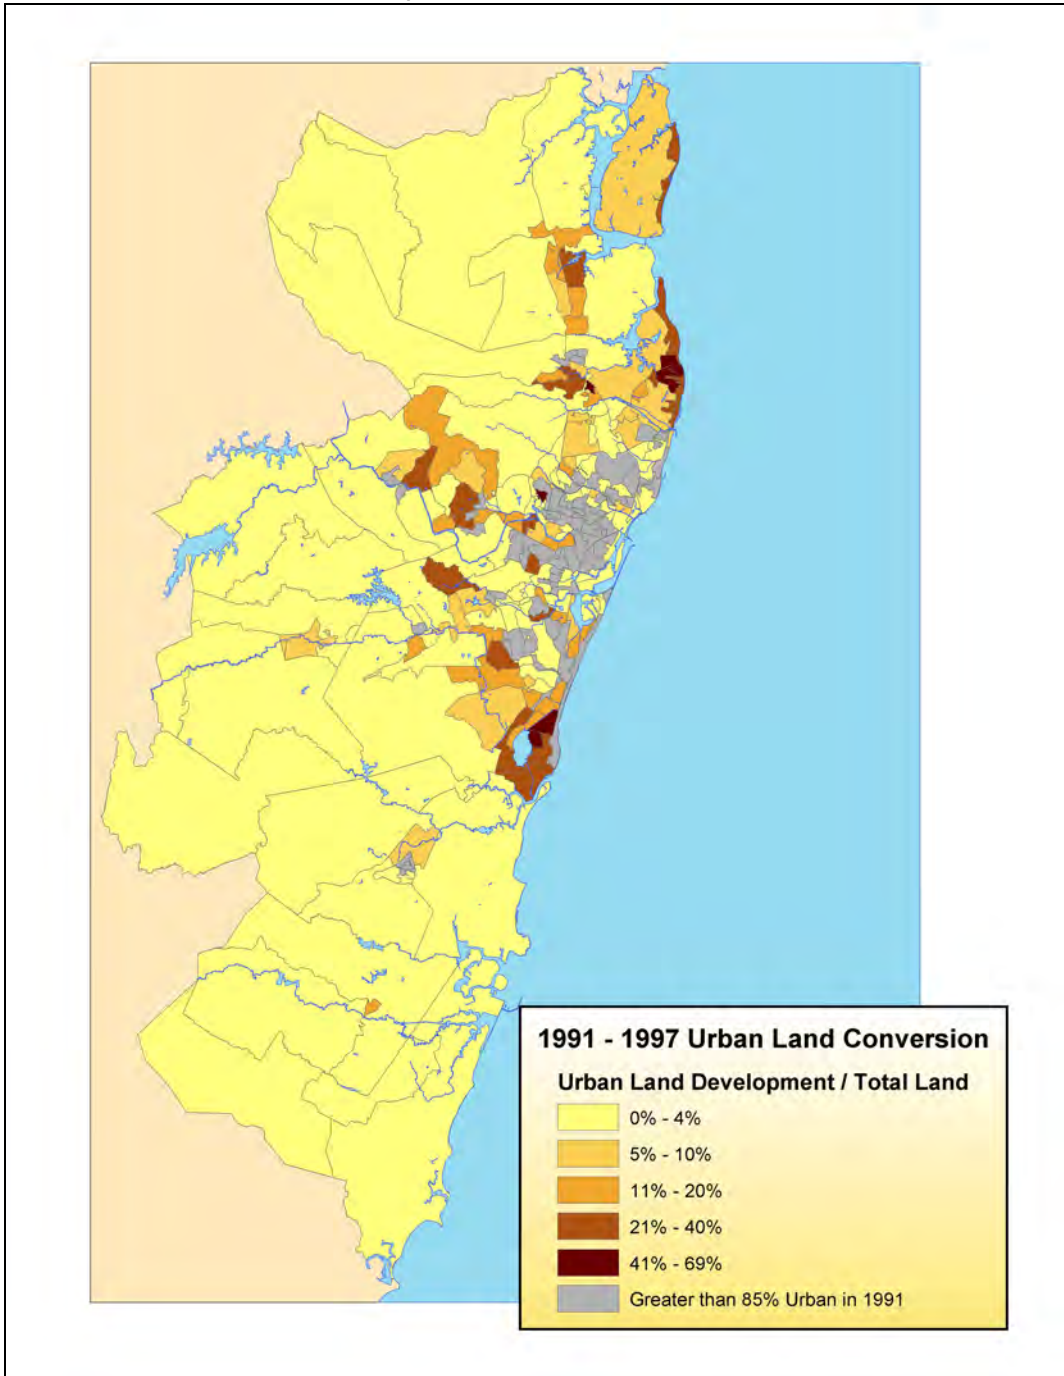 1991 - 1997 Urban Land Conversion
Urban Land Development / Total Land
0% - 4%
5% - 10%
11% - 20%
21% - 40%
41% - 69%
Greater than 85% Urban in 1991